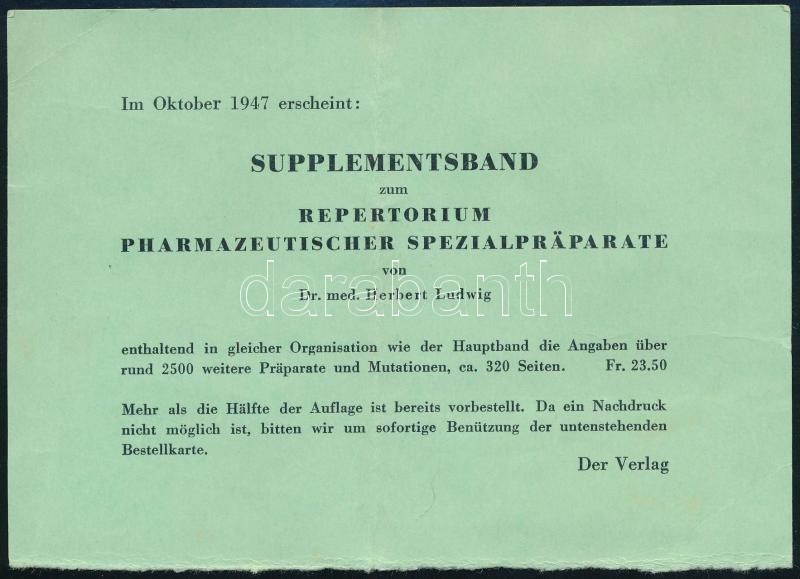 Im Oktober 1947 erscheint:
SUPPLEMENTSBAND
zum
REPERTORIUM
PHARMAZEUTISCHER SPEZIALPRÄPARATE
von
darabanth
Dr. med. Herbert Ludwig
enthaltend in gleicher Organisation wie der Hauptband die Angaben über
rund 2500 weitere Präparate und Mutationen, ca. 320 Seiten. Fr. 23.50
Mehr als die Hälfte der Auflage ist bereits vorbestellt. Da ein Nachdruck
nicht möglich ist, bitten wir um sofortige Benützung der untenstehenden
Bestellkarte.
Der Verlag